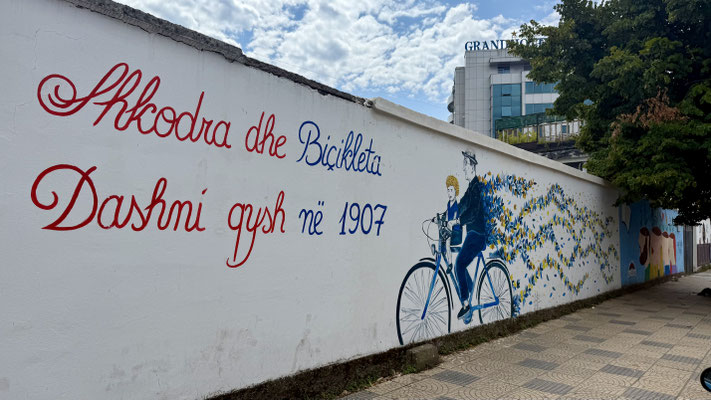 Shkodra dhe Biçikleta
Dashni qysh në 1907
GRAND